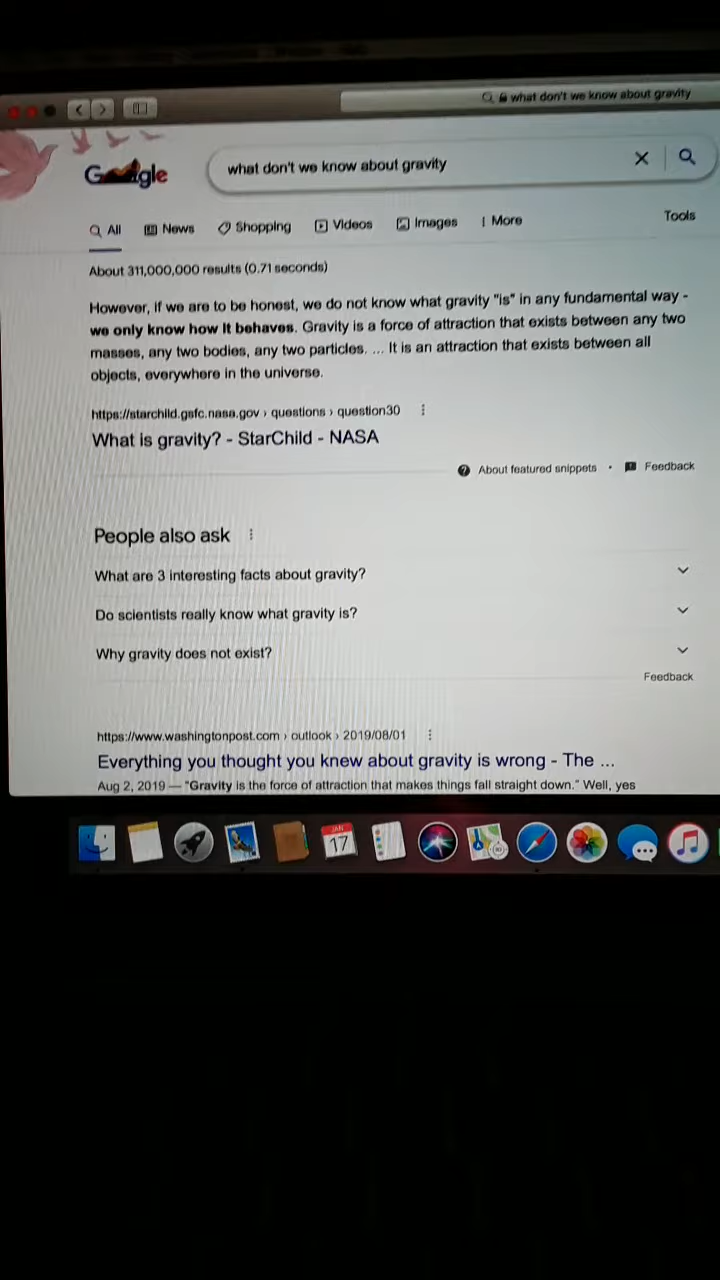 what don't we know about gravity
Google
what don't we know about gravity
All News Shopping Videos Images More Tools
About 311,000,000 results (0.71 seconds)
However, if we are to be honest, we do not know what gravity "is" in any fundamental way -
we only know how it behaves. Gravity is a force of attraction that exists between any two
masses, any two bodies, any two particles. ... It is an attraction that exists between all
objects, everywhere in the universe.
https://starchild.gsfc.nasa.gov › questions › question30
What is gravity? - StarChild - NASA
About featured snippets • Feedback
People also ask
What are 3 interesting facts about gravity?
Do scientists really know what gravity is?
Why gravity does not exist?
Feedback
https://www.washingtonpost.com › outlook › 2019/08/01
Everything you thought you knew about gravity is wrong - The ...
Aug 2, 2019 — "Gravity is the force of attraction that makes things fall straight down." Well, yes
JAN
17